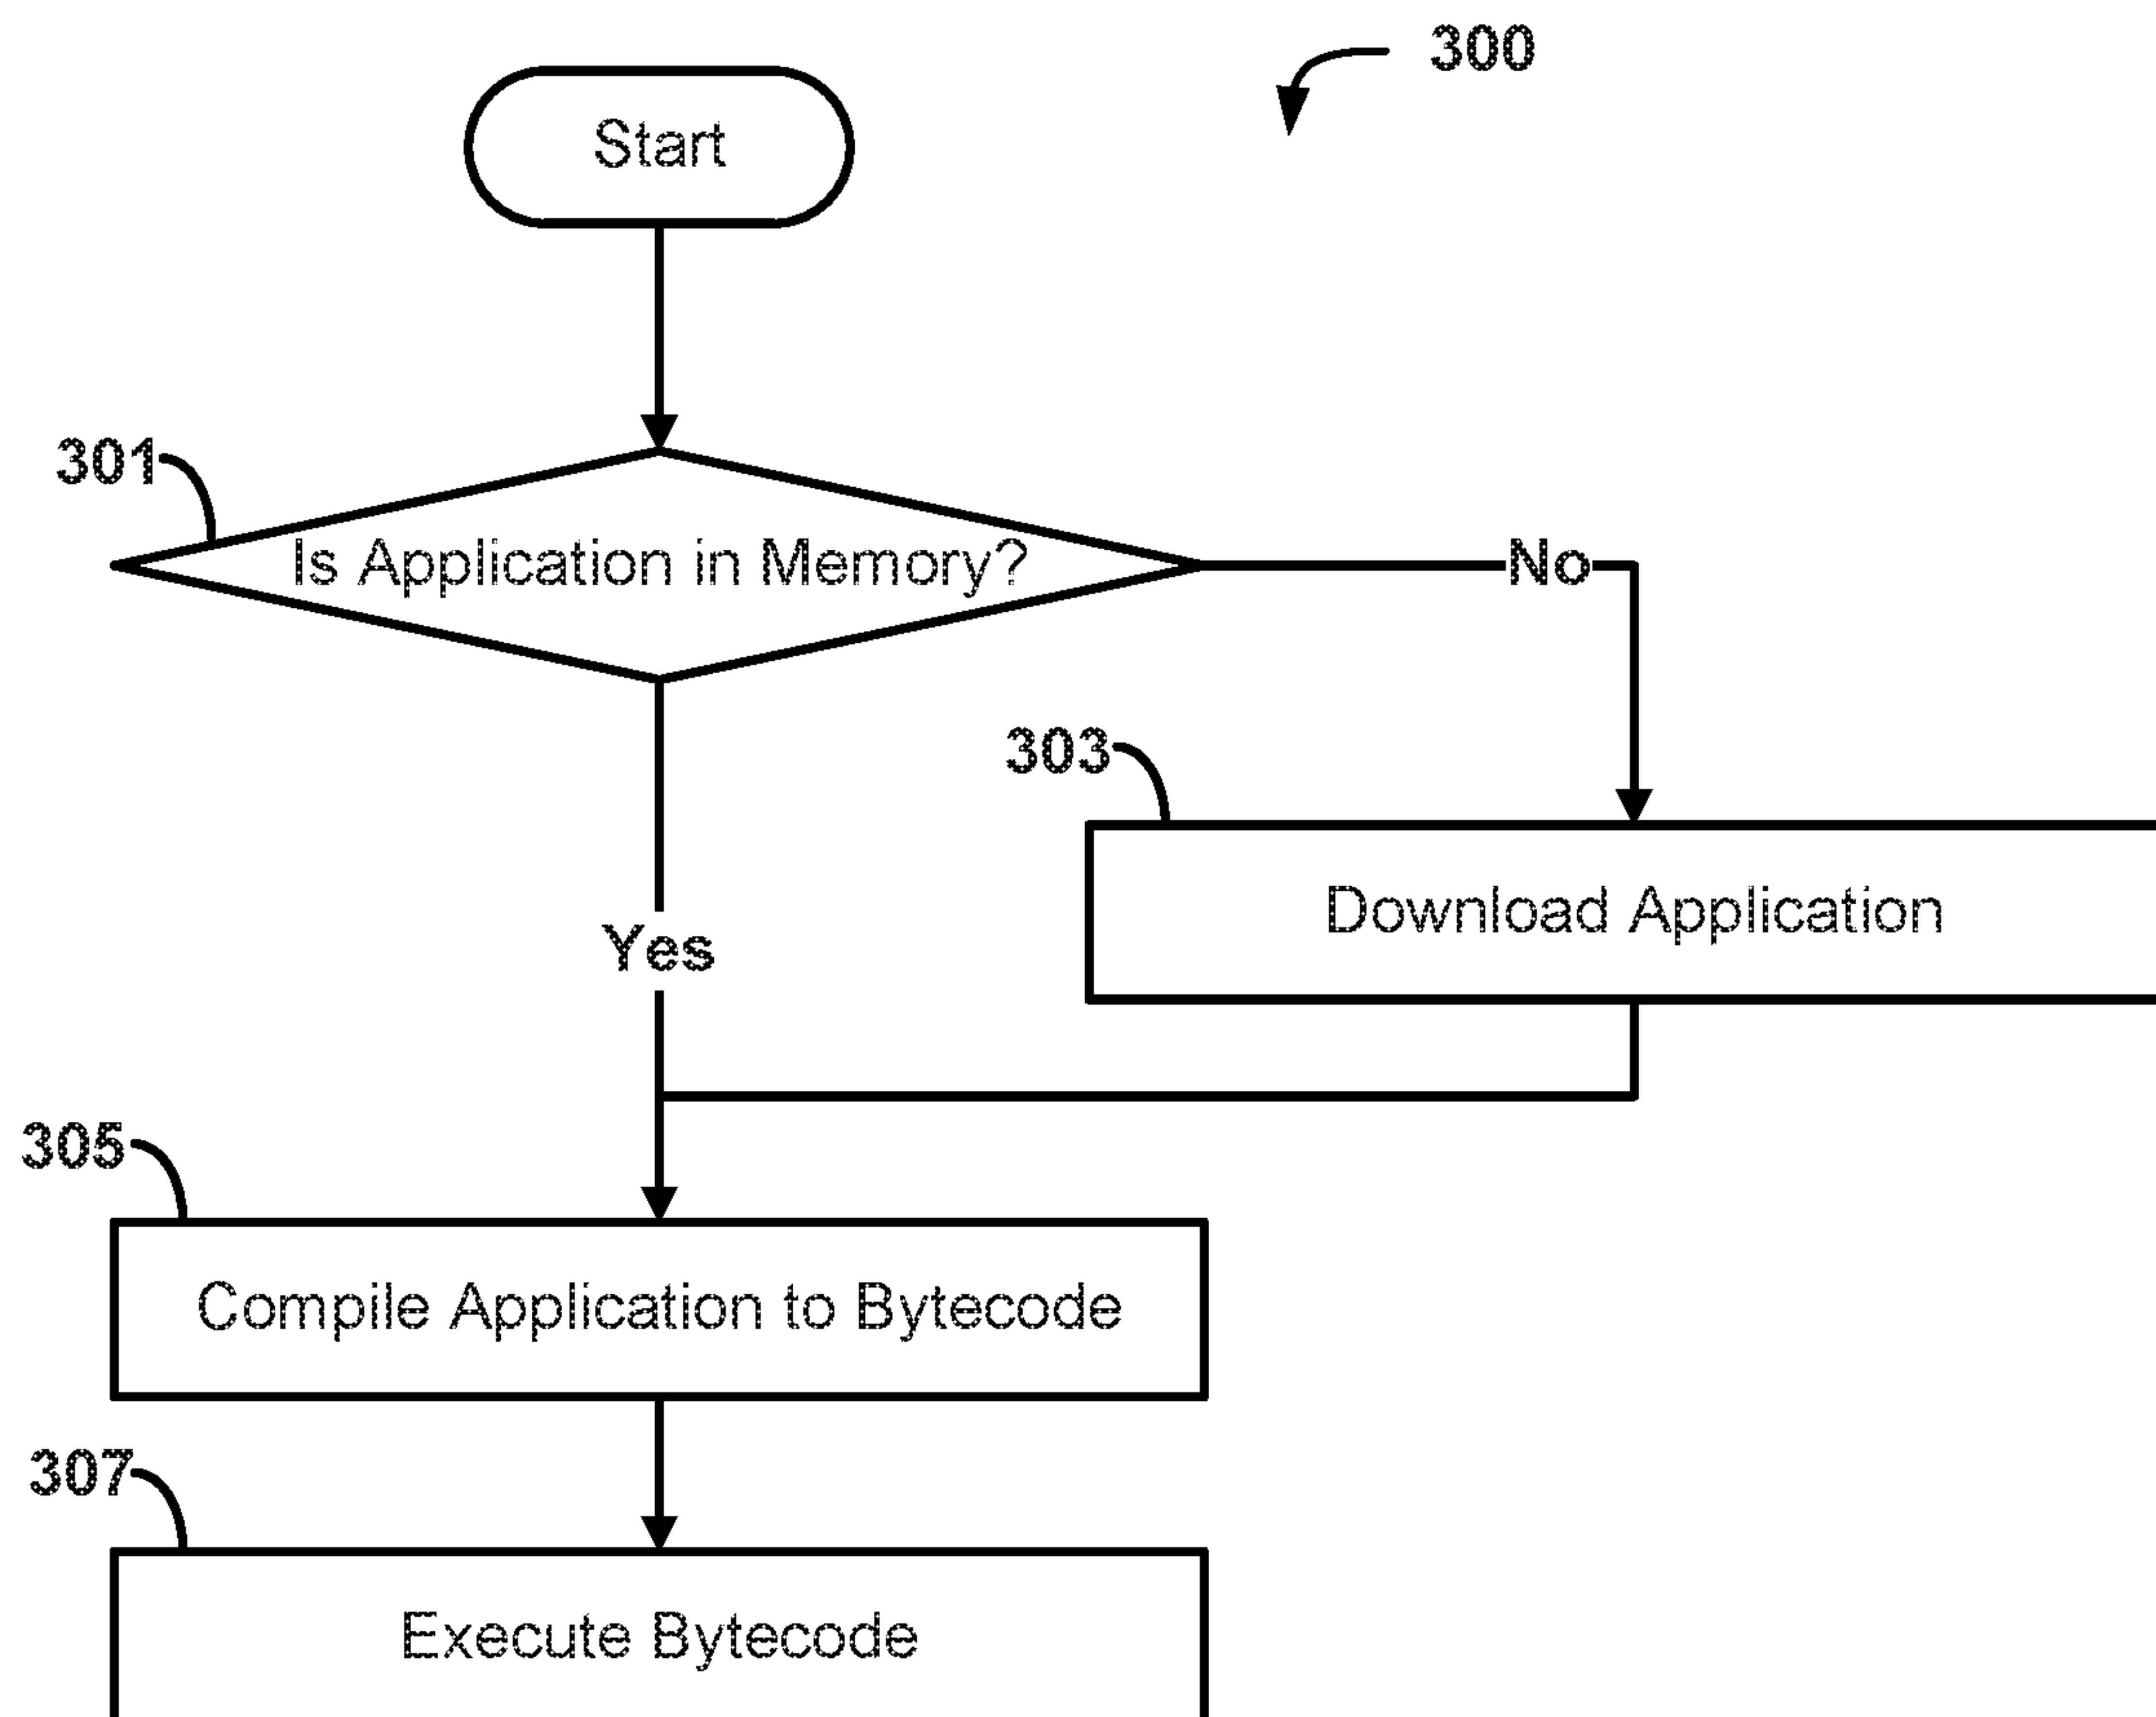 300
Start
301
Is Application in Memory?
No
303
Download Application
Yes
305
Compile Application to Bytecode
307
Execute Bytecode